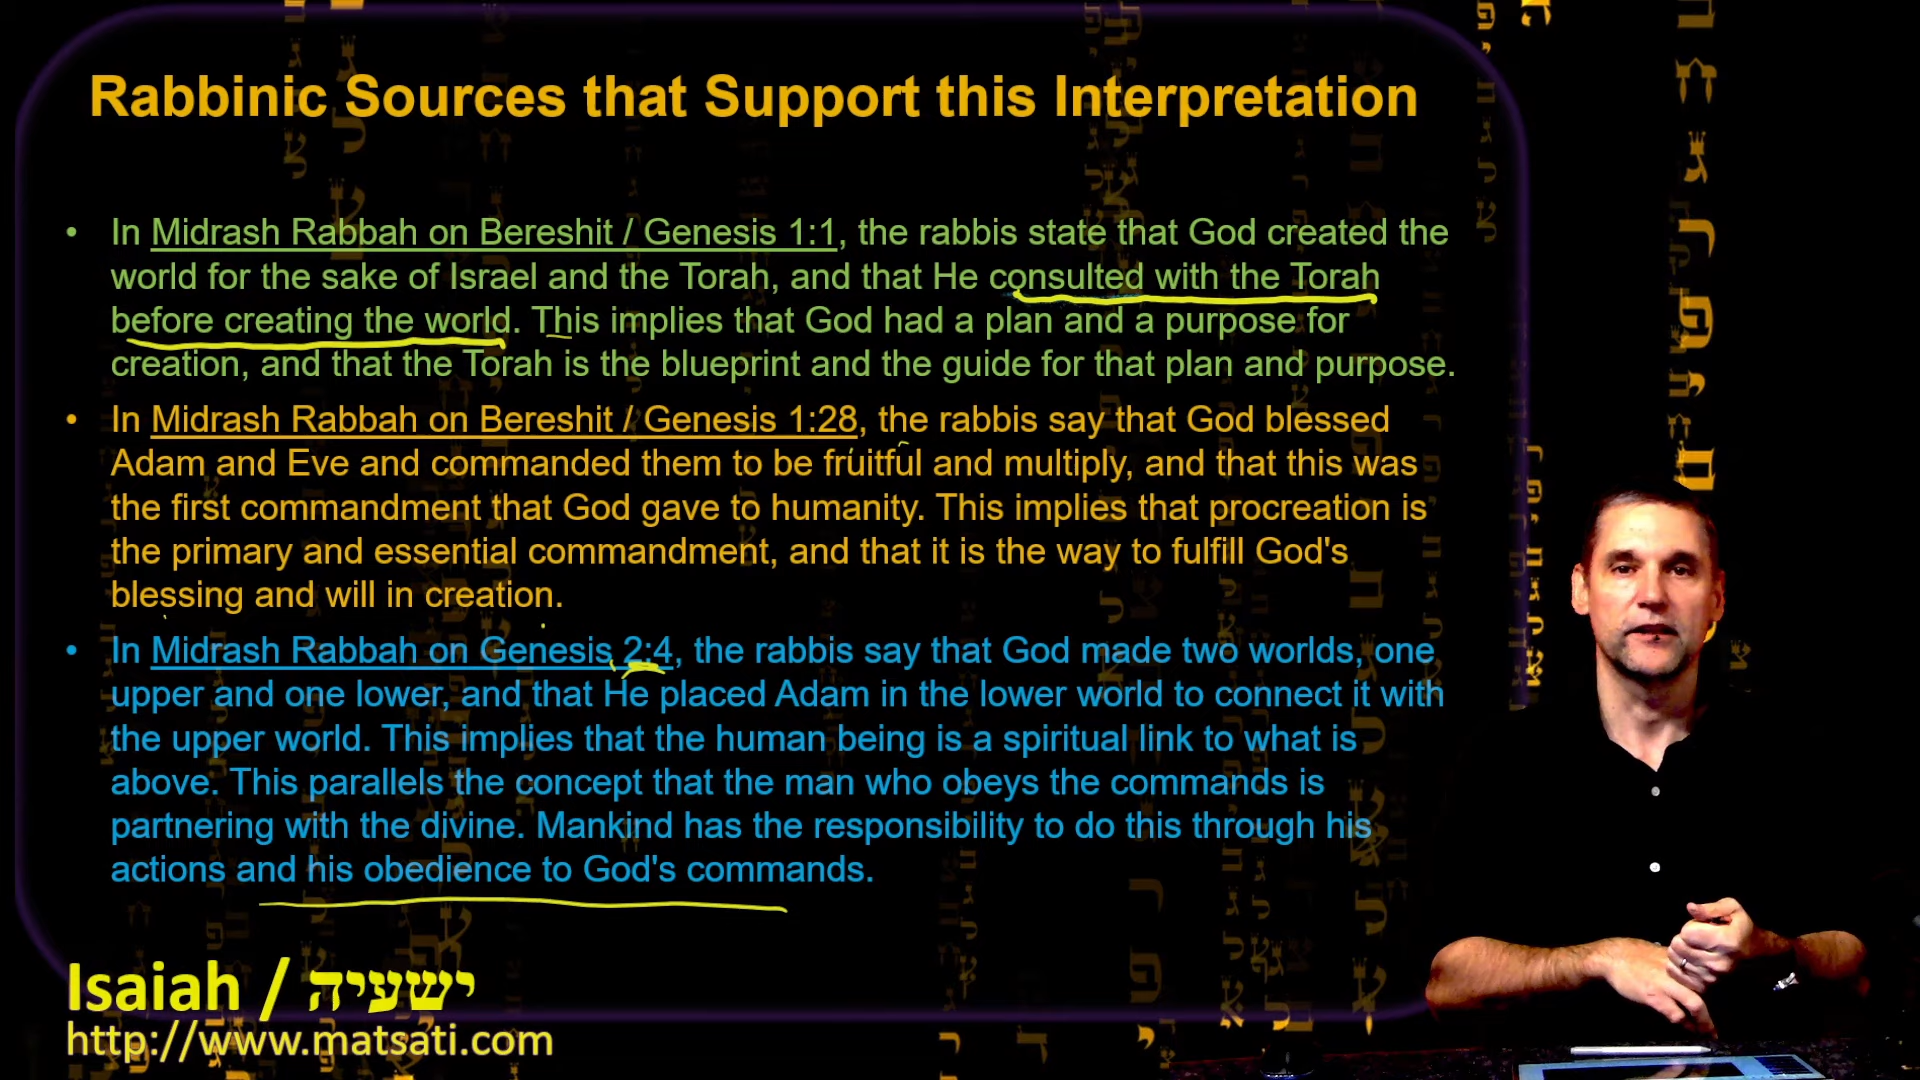 Rabbinic Sources that Support this Interpretation
• In Midrash Rabbah on Bereshit / Genesis 1:1, the rabbis state that God created the
world for the sake of Israel and the Torah, and that He consulted with the Torah
before creating the world. This implies that God had a plan and a purpose for
creation, and that the Torah is the blueprint and the guide for that plan and purpose.
• In Midrash Rabbah on Bereshit / Genesis 1:28, the rabbis say that God blessed
Adam and Eve and commanded them to be fruitful and multiply, and that this was
the first commandment that God gave to humanity. This implies that procreation is
the primary and essential commandment, and that it is the way to fulfill God's
blessing and will in creation.
• In Midrash Rabbah on Genesis 2:4, the rabbis say that God made two worlds, one
upper and one lower, and that He placed Adam in the lower world to connect it with
the upper world. This implies that the human being is a spiritual link to what is
above. This parallels the concept that the man who obeys the commands is
partnering with the divine. Mankind has the responsibility to do this through his
actions and his obedience to God's commands.
Isaiah / ישעיה
http://www.matsati.com